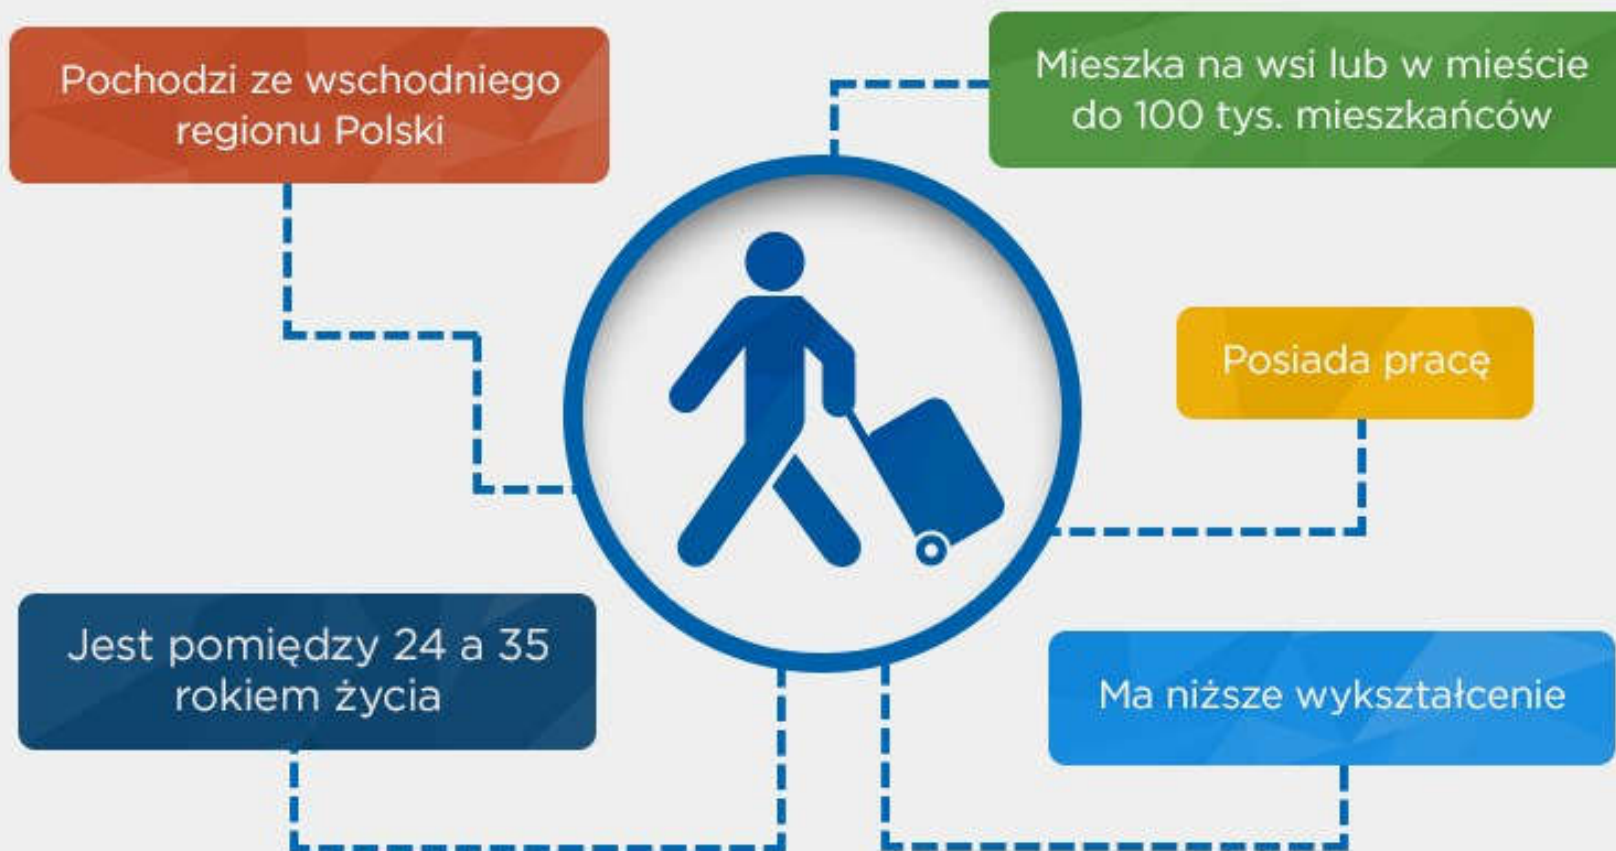 Pochodzi ze wschodniego
regionu Polski
Mieszka na wsi lub w mieście
do 100 tys. mieszkańców
Posiada pracę
Jest pomiędzy 24 a 35
rokiem życia
Ma niższe wykształcenie